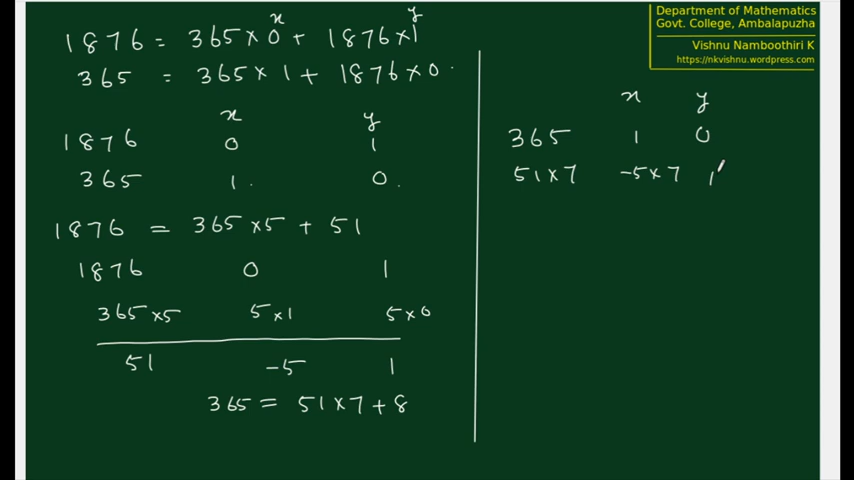 Department of Mathematics
Govt. College, Ambalapuzha
Vishnu Namboothiri K
https://nkvishnu.wordpress.com
x y
1876 = 365 × 0 + 1876 × 1
365 = 365 × 1 + 1876 × 0
x y
1876 0 1
365 1 0
1876 = 365 × 5 + 51
1876 0 1
365 × 5 5 × 1 5 × 0
51 -5 1
365 = 51 × 7 + 8
x y
365 1 0
51 × 7 -5 × 7 1